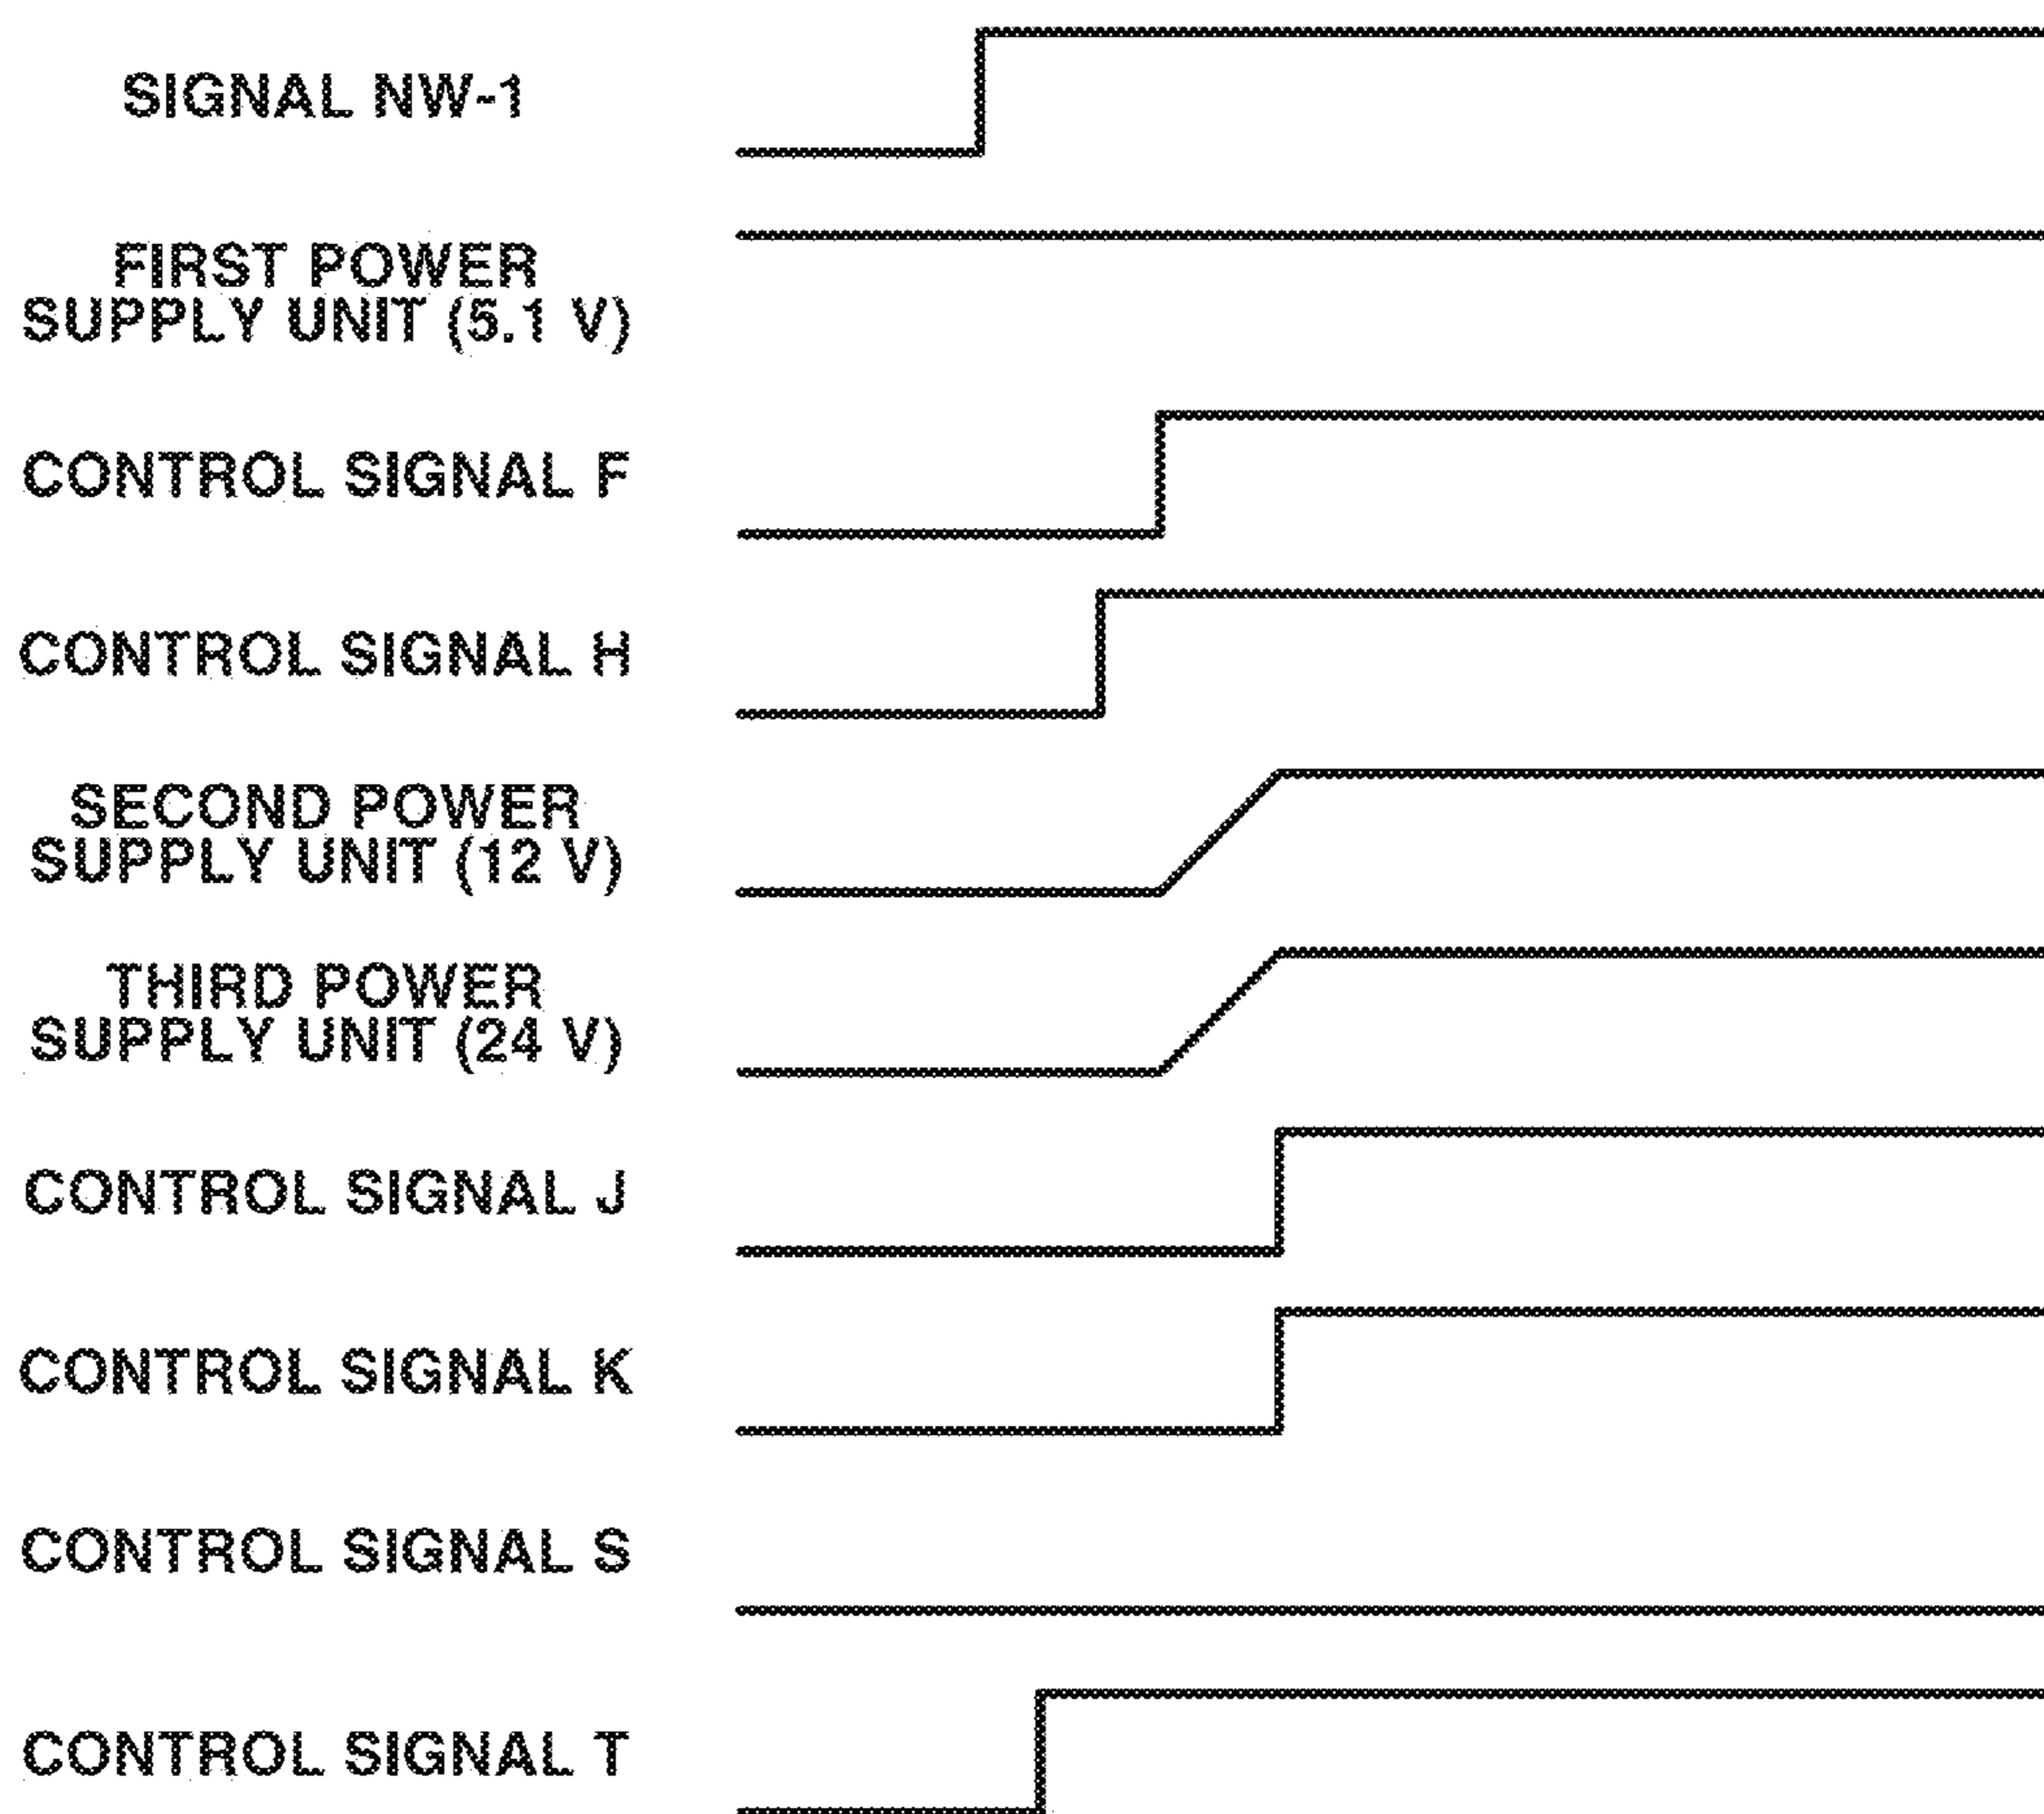 SIGNAL NW-1
FIRST POWER
SUPPLY UNIT (5.1 V)
CONTROL SIGNAL F
CONTROL SIGNAL H
SECOND POWER
SUPPLY UNIT (12 V)
THIRD POWER
SUPPLY UNIT (24 V)
CONTROL SIGNAL J
CONTROL SIGNAL K
CONTROL SIGNAL S
CONTROL SIGNAL T